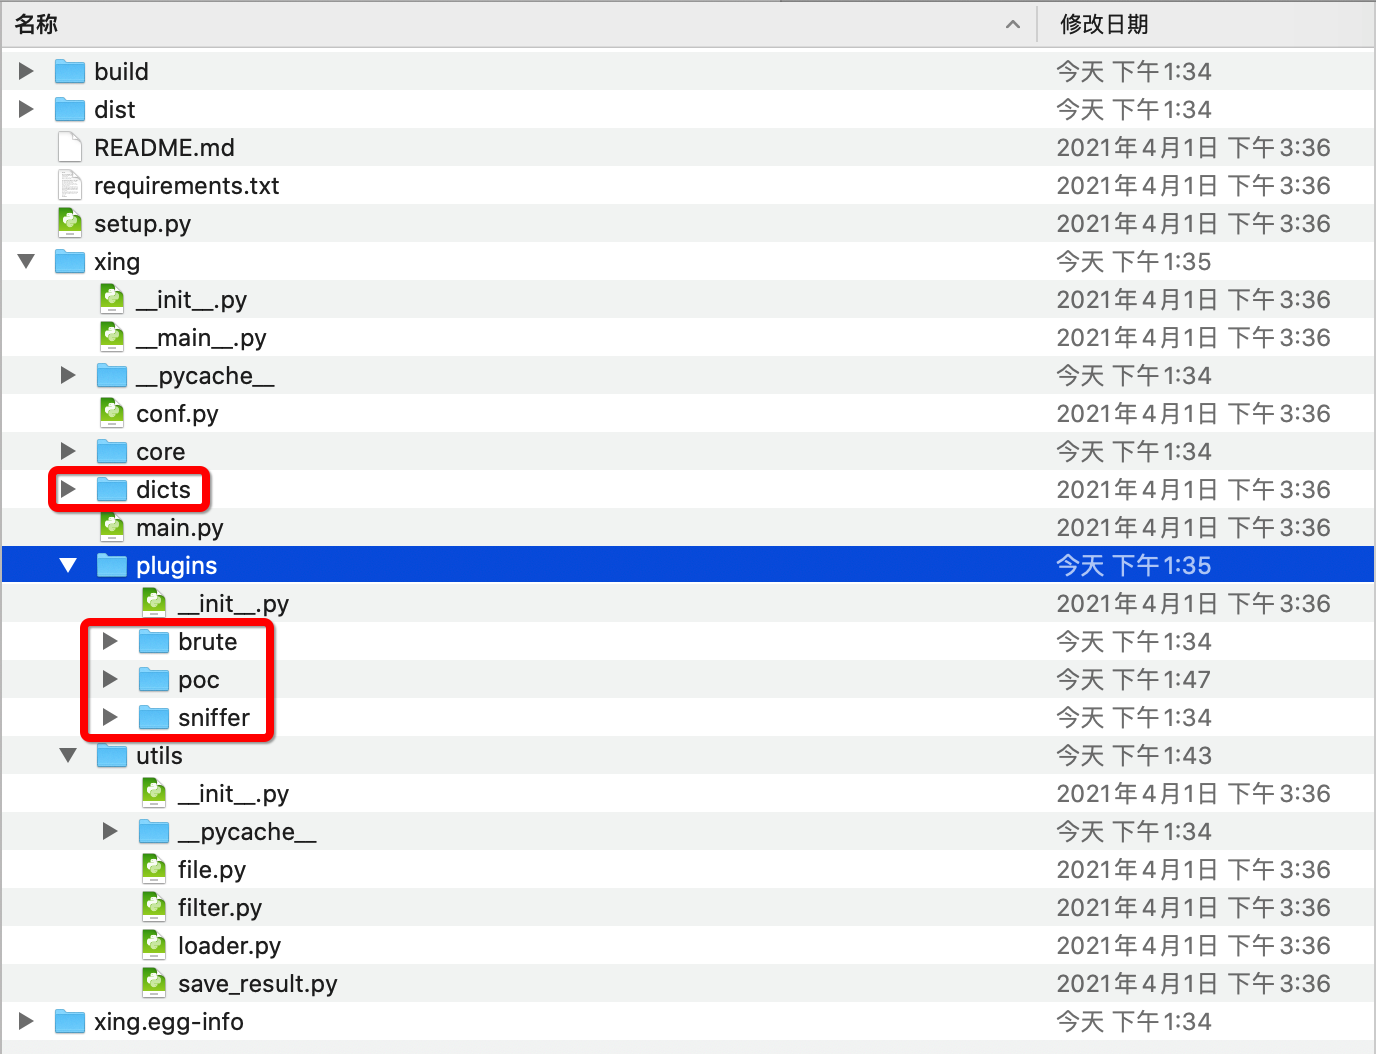 名称 修改日期
build 今天 下午1:34
dist 今天 下午1:34
README.md 2021年4月1日 下午3:36
requirements.txt 2021年4月1日 下午3:36
setup.py 2021年4月1日 下午3:36
xing 今天 下午1:35
__init__.py 2021年4月1日 下午3:36
__main__.py 2021年4月1日 下午3:36
__pycache__ 今天 下午1:34
conf.py 2021年4月1日 下午3:36
core 今天 下午1:34
dicts 2021年4月1日 下午3:36
main.py 2021年4月1日 下午3:36
plugins 今天 下午1:35
__init__.py 2021年4月1日 下午3:36
brute 今天 下午1:34
poc 今天 下午1:47
sniffer 今天 下午1:34
utils 今天 下午1:43
__init__.py 2021年4月1日 下午3:36
__pycache__ 今天 下午1:34
file.py 2021年4月1日 下午3:36
filter.py 2021年4月1日 下午3:36
loader.py 2021年4月1日 下午3:36
save_result.py 2021年4月1日 下午3:36
xing.egg-info 今天 下午1:34